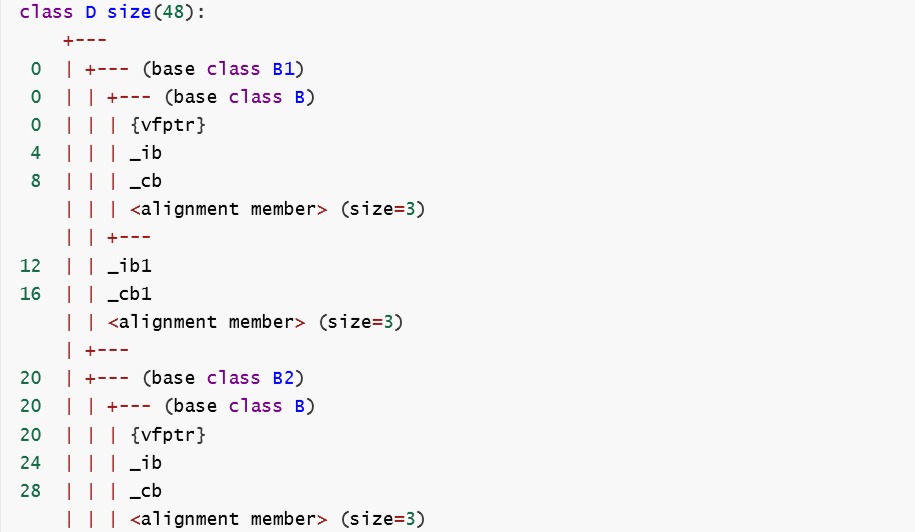 class D size(48):
    +---
 0  | +--- (base class B1)
 0  | | +--- (base class B)
 0  | | | {vfptr}
 4  | | | _ib
 8  | | | _cb
    | | | <alignment member> (size=3)
    | | +---
12  | | _ib1
16  | | _cb1
    | | <alignment member> (size=3)
    | +---
20  | +--- (base class B2)
20  | | +--- (base class B)
20  | | | {vfptr}
24  | | | _ib
28  | | | _cb
    | | | <alignment member> (size=3)